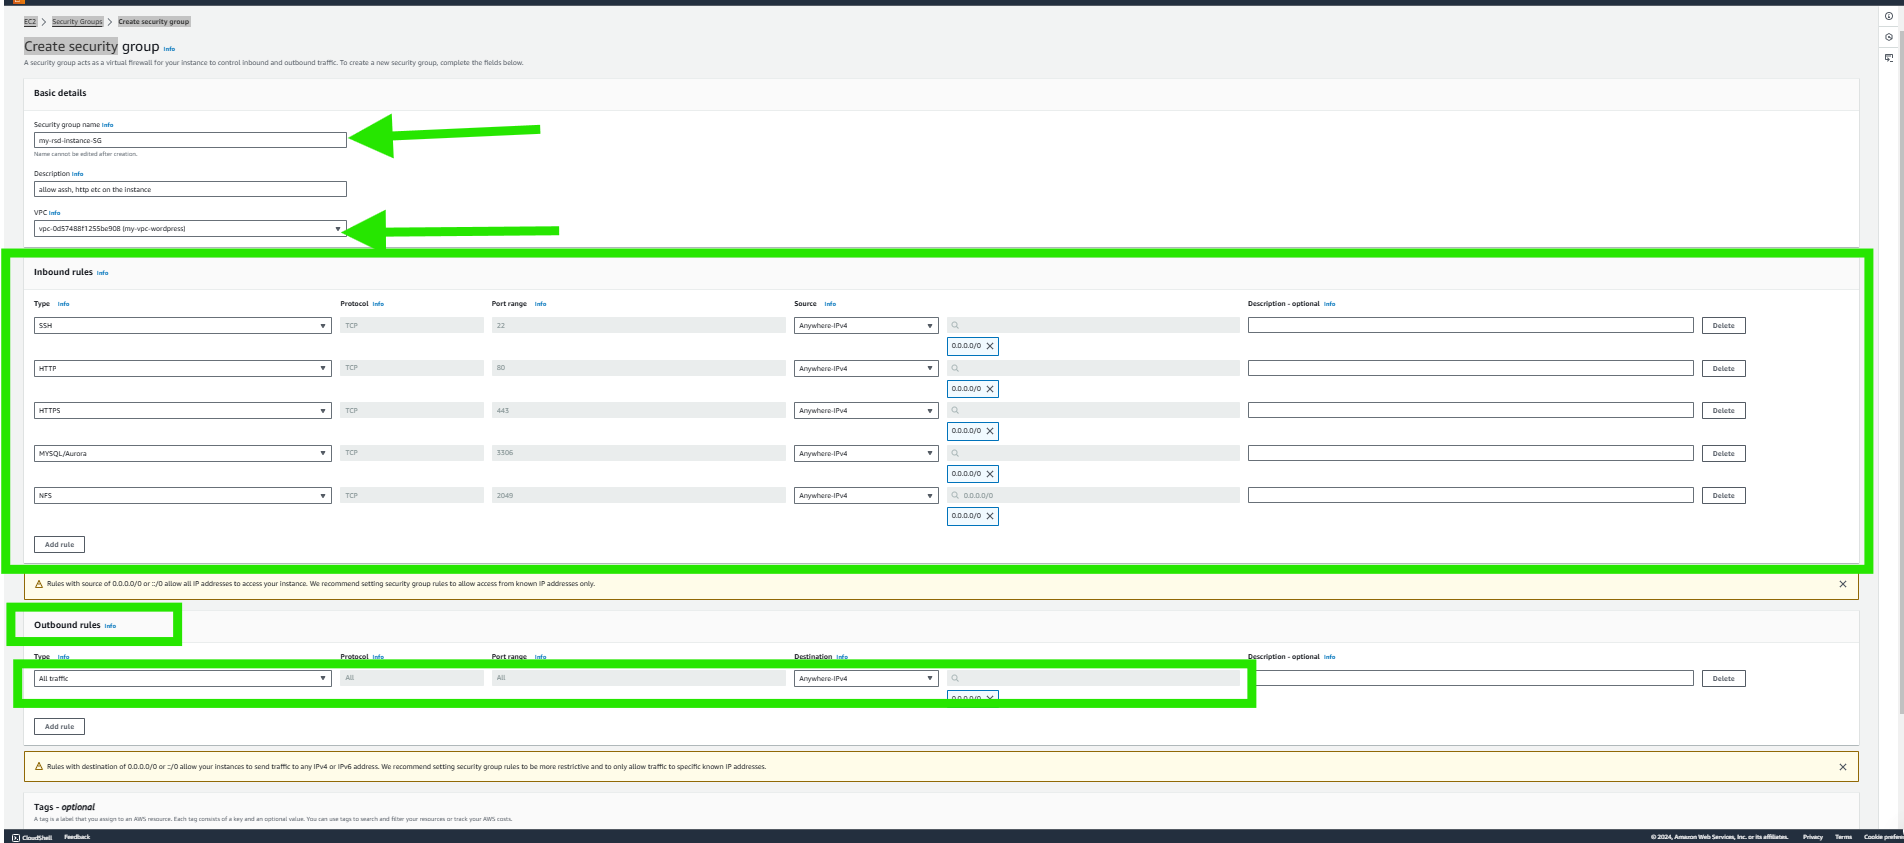 EC2 > Security Groups > Create security group
Create security group Info
A security group acts as a virtual firewall for your instance to control inbound and outbound traffic. To create a new security group, complete the fields below.
Basic details
Security group name Info
my-rsd-instance-SG
Name cannot be edited after creation.
Description Info
allow assh, http etc on the instance
VPC Info
vpc-0d57488f1255be908 (my-vpc-wordpress)
Inbound rules Info
Type Info Protocol Info Port range Info Source Info Description - optional Info
SSH TCP 22 Anywhere-IPv4 Delete
0.0.0.0/0
HTTP TCP 80 Anywhere-IPv4 Delete
0.0.0.0/0
HTTPS TCP 443 Anywhere-IPv4 Delete
0.0.0.0/0
MYSQL/Aurora TCP 3306 Anywhere-IPv4 Delete
0.0.0.0/0
NFS TCP 2049 Anywhere-IPv4 0.0.0.0/0 Delete
0.0.0.0/0
Add rule
Rules with source of 0.0.0.0/0 or ::/0 allow all IP addresses to access your instance. We recommend setting security group rules to allow access from known IP addresses only.
Outbound rules Info
Type Info Protocol Info Port range Info Destination Info Description - optional Info
All traffic All All Anywhere-IPv4 Delete
0.0.0.0/0
Add rule
Rules with destination of 0.0.0.0/0 or ::/0 allow your instances to send traffic to any IPv4 or IPv6 address. We recommend setting security group rules to be more restrictive and to only allow traffic to specific known IP addresses.
Tags - optional
A tag is a label that you assign to an AWS resource. Each tag consists of a key and an optional value. You can use tags to search and filter your resources or track your AWS costs.
CloudShell Feedback © 2024, Amazon Web Services, Inc. or its affiliates. Privacy Terms Cookie prefere